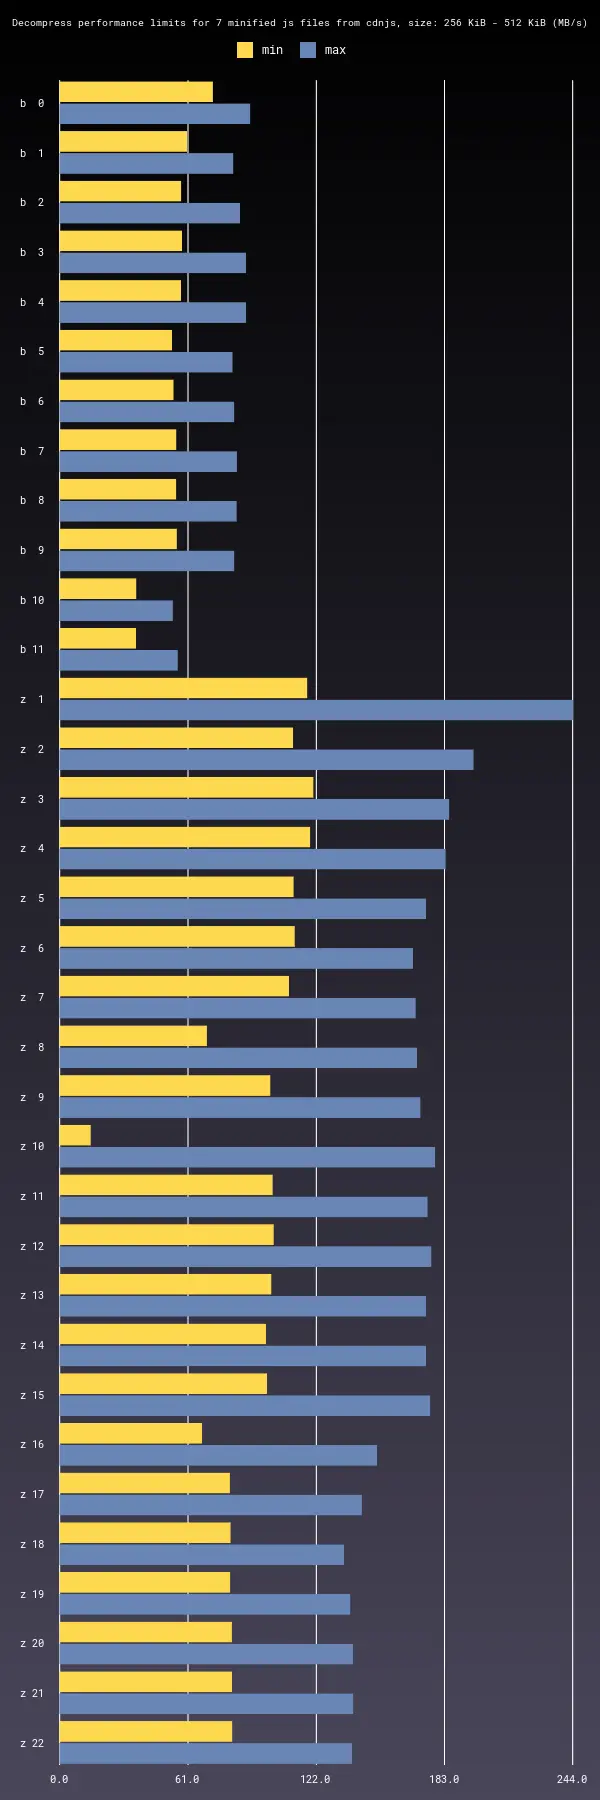 Decompress performance limits for 7 minified js files from cdnjs, size: 256 KiB - 512 KiB (MB/s)
min max
b 0
b 1
b 2
b 3
b 4
b 5
b 6
b 7
b 8
b 9
b 10
b 11
z 1
z 2
z 3
z 4
z 5
z 6
z 7
z 8
z 9
z 10
z 11
z 12
z 13
z 14
z 15
z 16
z 17
z 18
z 19
z 20
z 21
z 22
0.0 61.0 122.0 183.0 244.0